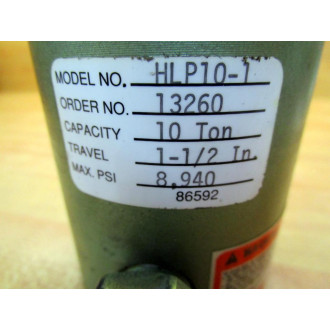 MODEL NO. HLP10-1
ORDER NO. 13260
CAPACITY 10 Ton
TRAVEL 1-1/2 In.
MAX. PSI 8,940
86592